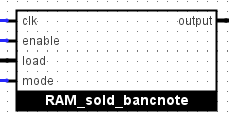 clk output
enable
load
mode
RAM_sold_bancnote